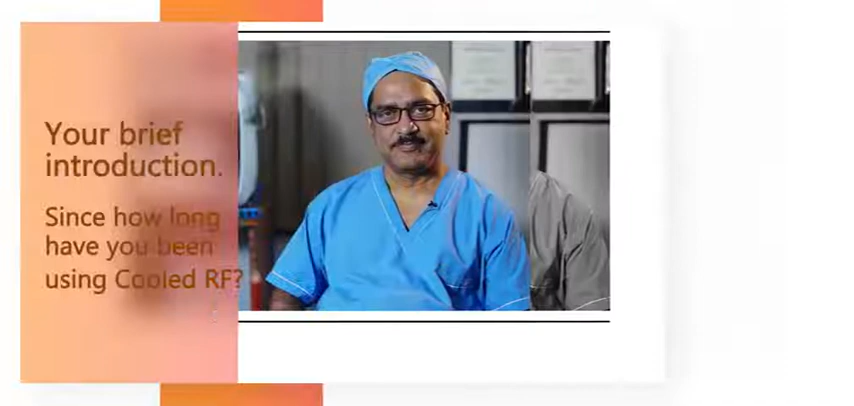 Your brief
introduction.
Since how long
have you been
using Cooled RF?